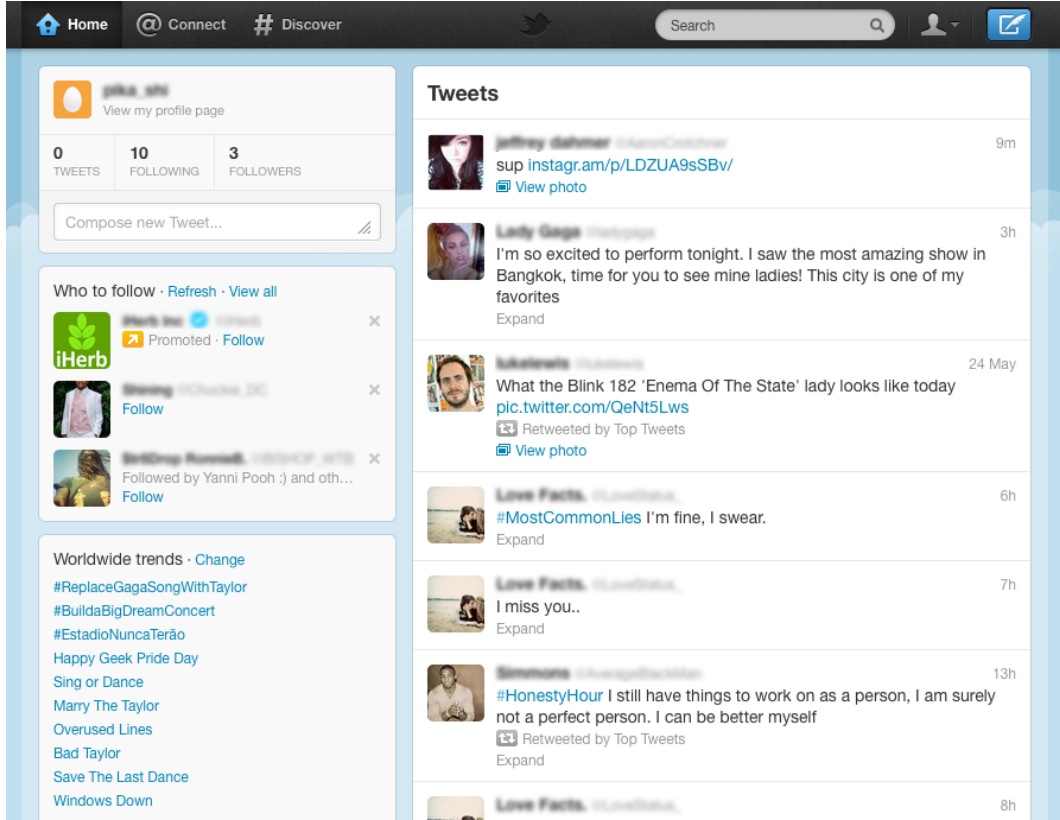 Home
Connect
# Discover
Search
View my profile page
0
TWEETS
10
FOLLOWING
3
FOLLOWERS
Compose new Tweet...
Who to follow · Refresh · View all
iHerb
Promoted · Follow
Follow
Followed by Yanni Pooh :) and oth…
Follow
Worldwide trends · Change
#ReplaceGagaSongWithTaylor
#BuildaBigDreamConcert
#EstadioNuncaTerão
Happy Geek Pride Day
Sing or Dance
Marry The Taylor
Overused Lines
Bad Taylor
Save The Last Dance
Windows Down
Tweets
9m
sup instagr.am/p/LDZUA9sSBv/
View photo
3h
I'm so excited to perform tonight. I saw the most amazing show in
Bangkok, time for you to see mine ladies! This city is one of my
favorites
Expand
24 May
What the Blink 182 'Enema Of The State' lady looks like today
pic.twitter.com/QeNt5Lws
Retweeted by Top Tweets
View photo
6h
#MostCommonLies I'm fine, I swear.
Expand
7h
I miss you..
Expand
13h
#HonestyHour I still have things to work on as a person, I am surely
not a perfect person. I can be better myself
Retweeted by Top Tweets
Expand
8h